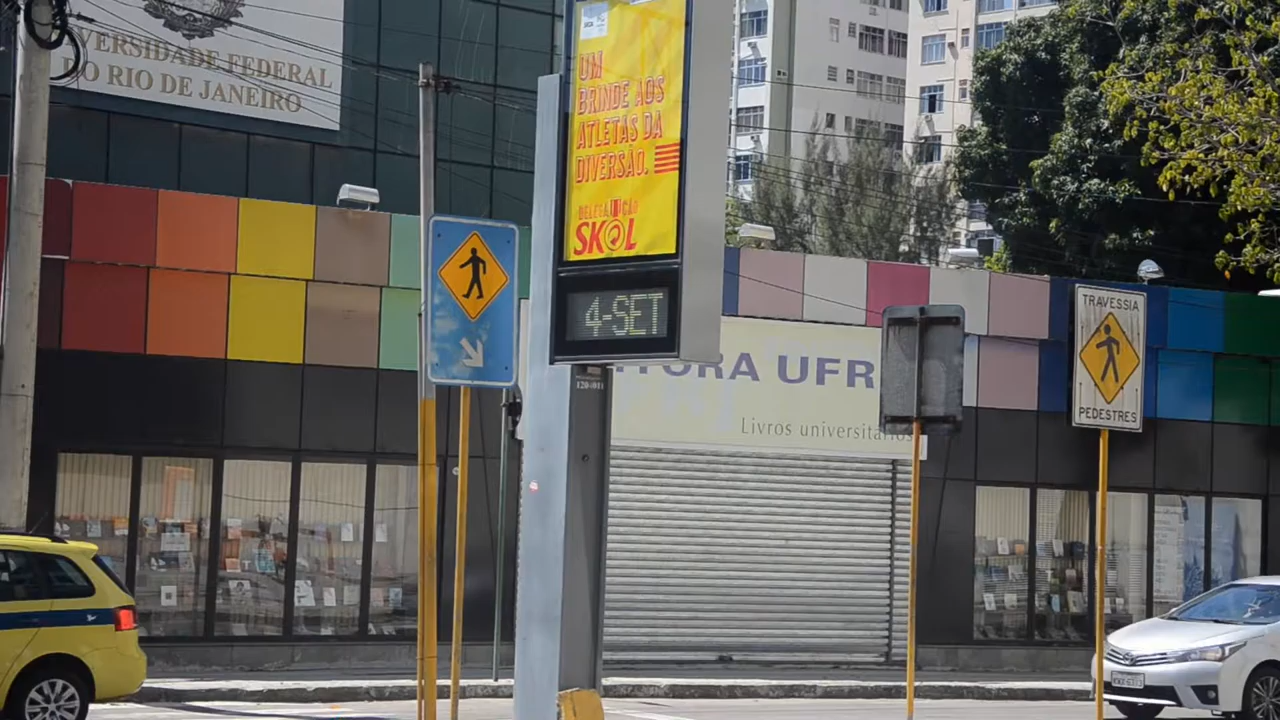 VERSIDADE FEDERAL
DO RIO DE JANEIRO
UM
BRINDE AOS
ATLETAS DA
DIVERSÃO.
SKOL
4-SET
TORA UFR
Livros universitários
TRAVESSIA
PEDESTRES